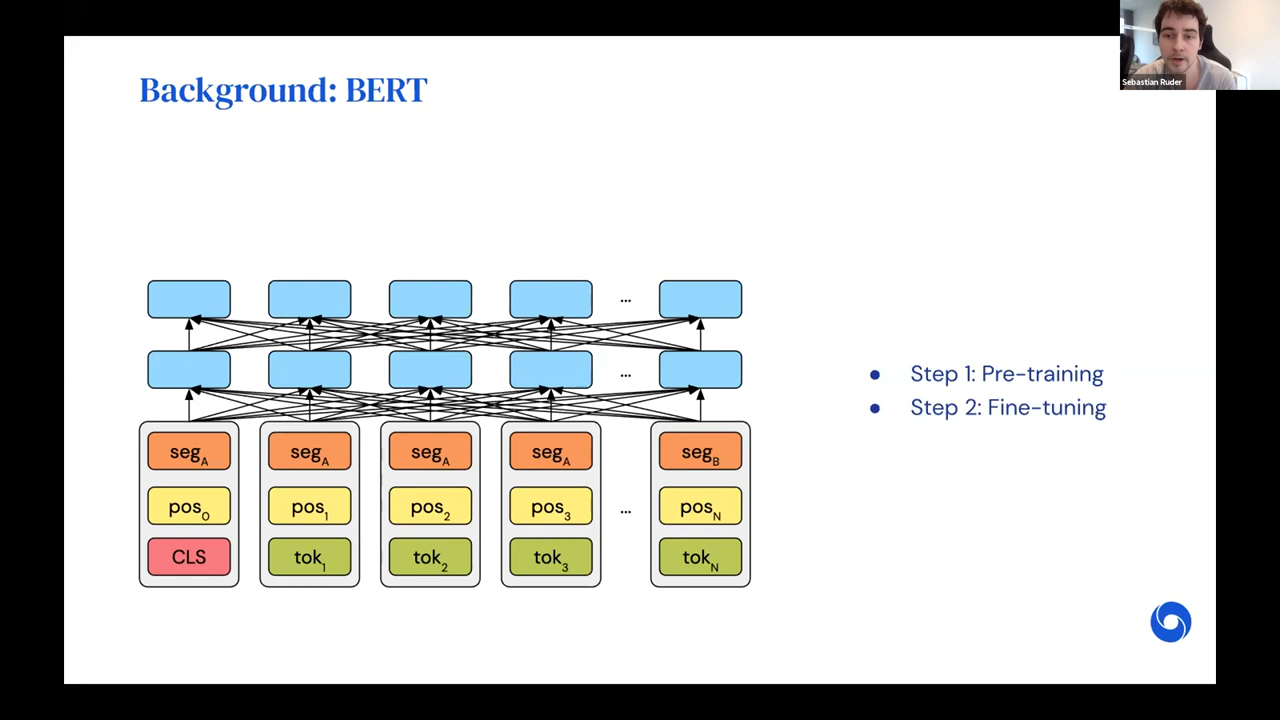 Sebastian Ruder
Background: BERT
...
...
Step 1: Pre-training
Step 2: Fine-tuning
seg_A seg_A seg_A seg_A seg_B
pos_0 pos_1 pos_2 pos_3 ... pos_N
CLS tok_1 tok_2 tok_3 tok_N